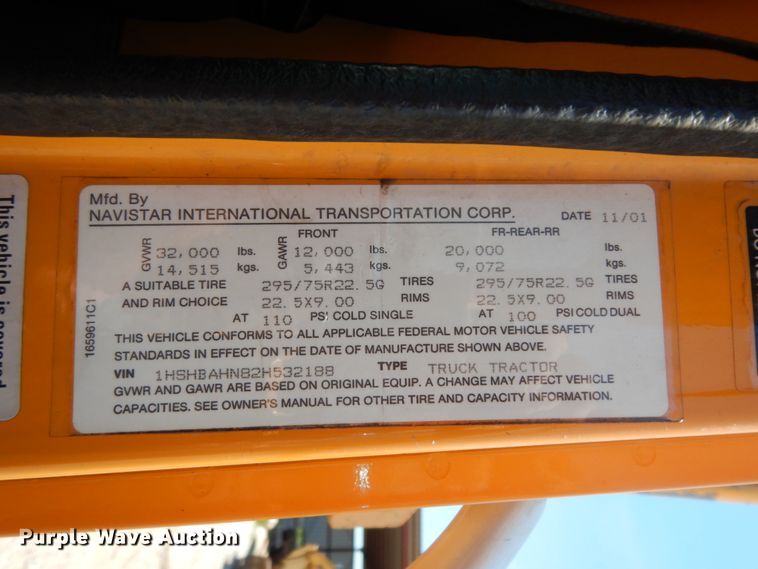 Mfd. By
NAVISTAR INTERNATIONAL TRANSPORTATION CORP. DATE 11/01
FRONT FR-REAR-RR
GVWR 32,000 lbs. GAWR 12,000 lbs. 20,000 lbs.
14,515 kgs. 5,443 kgs. 9,072 kgs.
A SUITABLE TIRE 295/75R22.5G TIRES 295/75R22.5G TIRES
AND RIM CHOICE 22.5X9.00 RIMS 22.5X9.00 RIMS
AT 110 PSI COLD SINGLE AT 100 PSI COLD DUAL
THIS VEHICLE CONFORMS TO ALL APPLICABLE FEDERAL MOTOR VEHICLE SAFETY
STANDARDS IN EFFECT ON THE DATE OF MANUFACTURE SHOWN ABOVE.
VIN 1HSHBAHN82H532188 TYPE TRUCK TRACTOR
GVWR AND GAWR ARE BASED ON ORIGINAL EQUIP. A CHANGE MAY AFFECT VEHICLE
CAPACITIES. SEE OWNER'S MANUAL FOR OTHER TIRE AND CAPACITY INFORMATION.
1659611C1
This vehicle is covered
Purple Wave Auction